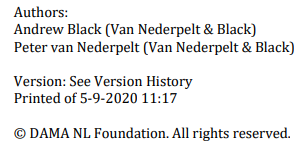 Authors:
Andrew Black (Van Nederpelt & Black)
Peter van Nederpelt (Van Nederpelt & Black)
Version: See Version History
Printed of 5-9-2020 11:17
© DAMA NL Foundation. All rights reserved.